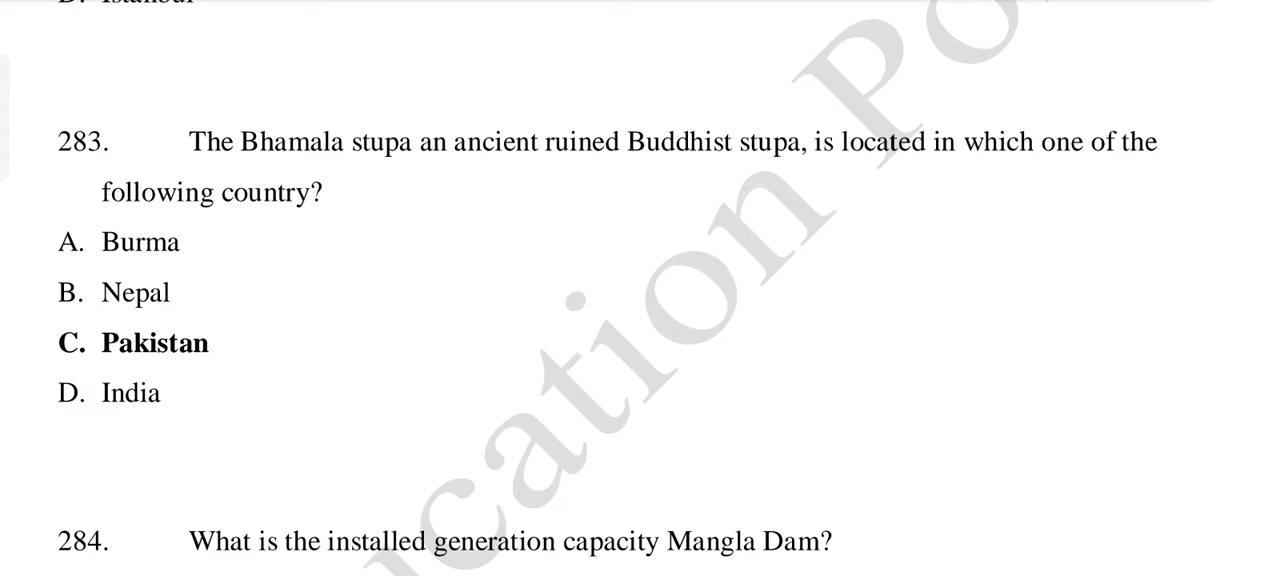 283. The Bhamala stupa an ancient ruined Buddhist stupa, is located in which one of the
following country?
A. Burma
B. Nepal
C. Pakistan
D. India
284. What is the installed generation capacity Mangla Dam?